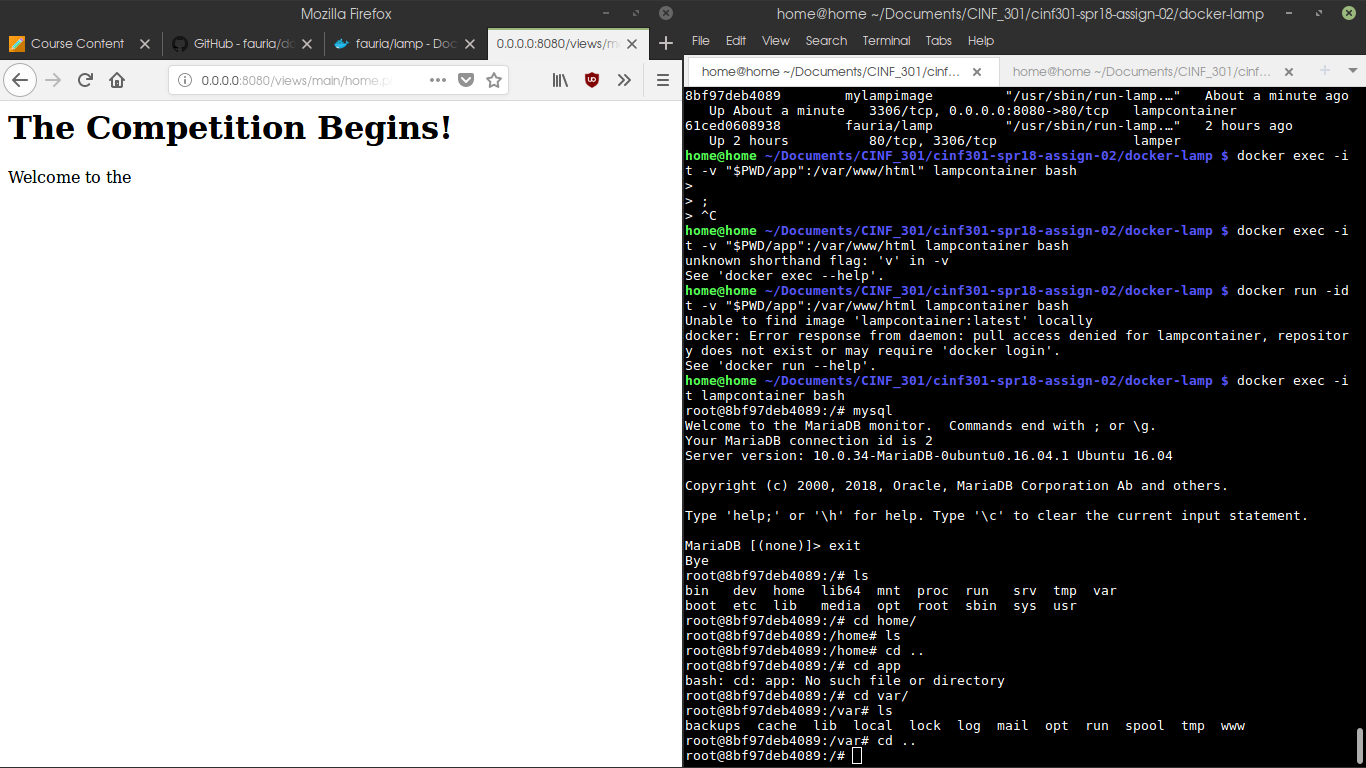 Mozilla Firefox
Course Content
GitHub - fauria/do
fauria/lamp - Doc
0.0.0.0:8080/views/m
0.0.0.0:8080/views/main/home.p
The Competition Begins!
Welcome to the
home@home ~/Documents/CINF_301/cinf301-spr18-assign-02/docker-lamp
File Edit View Search Terminal Tabs Help
home@home ~/Documents/CINF_301/cinf...
home@home ~/Documents/CINF_301/cinf...
8bf97deb4089        mylampimage         "/usr/sbin/run-lamp.…"   About a minute ago
   Up About a minute   3306/tcp, 0.0.0.0:8080->80/tcp   lampcontainer
61ced0608938        fauria/lamp         "/usr/sbin/run-lamp.…"   2 hours ago
   Up 2 hours          80/tcp, 3306/tcp                 lamper
home@home ~/Documents/CINF_301/cinf301-spr18-assign-02/docker-lamp $ docker exec -i
t -v "$PWD/app":/var/www/html" lampcontainer bash
>
> ;
> ^C
home@home ~/Documents/CINF_301/cinf301-spr18-assign-02/docker-lamp $ docker exec -i
t -v "$PWD/app":/var/www/html lampcontainer bash
unknown shorthand flag: 'v' in -v
See 'docker exec --help'.
home@home ~/Documents/CINF_301/cinf301-spr18-assign-02/docker-lamp $ docker run -id
t -v "$PWD/app":/var/www/html lampcontainer bash
Unable to find image 'lampcontainer:latest' locally
docker: Error response from daemon: pull access denied for lampcontainer, repositor
y does not exist or may require 'docker login'.
See 'docker run --help'.
home@home ~/Documents/CINF_301/cinf301-spr18-assign-02/docker-lamp $ docker exec -i
t lampcontainer bash
root@8bf97deb4089:/# mysql
Welcome to the MariaDB monitor.  Commands end with ; or \g.
Your MariaDB connection id is 2
Server version: 10.0.34-MariaDB-0ubuntu0.16.04.1 Ubuntu 16.04
Copyright (c) 2000, 2018, Oracle, MariaDB Corporation Ab and others.
Type 'help;' or '\h' for help. Type '\c' to clear the current input statement.
MariaDB [(none)]> exit
Bye
root@8bf97deb4089:/# ls
bin   dev  home  lib64  mnt  proc  run   srv  tmp  var
boot  etc  lib   media  opt  root  sbin  sys  usr
root@8bf97deb4089:/# cd home/
root@8bf97deb4089:/home# ls
root@8bf97deb4089:/home# cd ..
root@8bf97deb4089:/# cd app
bash: cd: app: No such file or directory
root@8bf97deb4089:/# cd var/
root@8bf97deb4089:/var# ls
backups  cache  lib  local  lock  log  mail  opt  run  spool  tmp  www
root@8bf97deb4089:/var# cd ..
root@8bf97deb4089:/#